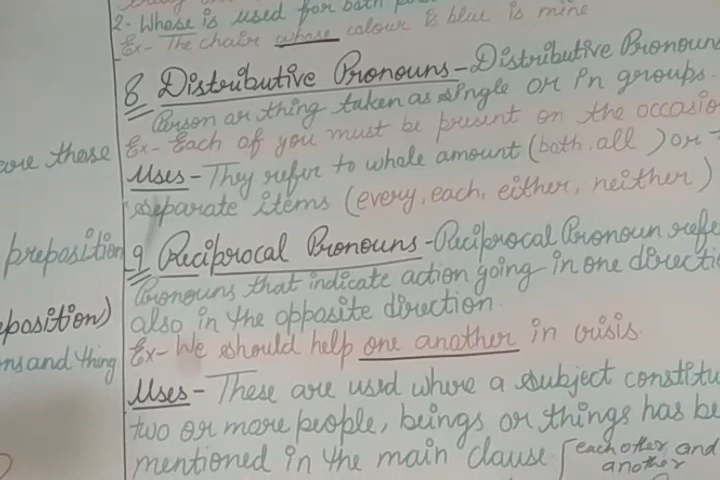 2. Whose is used for both
Ex- The chair whose colour is blue is mine
8 Distributive Pronouns - Distributive Pronoun
Person or thing taken as single or in groups.
Ex- Each of you must be present on the occasio
Uses - They refer to whole amount (both, all ) or
separate items (every, each, either, neither)
9 Reciprocal Pronouns - Reciprocal Pronoun refe
Pronouns that indicate action going in one directi
also in the opposite direction.
Ex- We should help one another in crisis.
Uses - These are used where a subject constitu
two or more people, beings or things has be
mentioned in the main clause [each other and
another
are those
preposition
eposition)
ns and thing